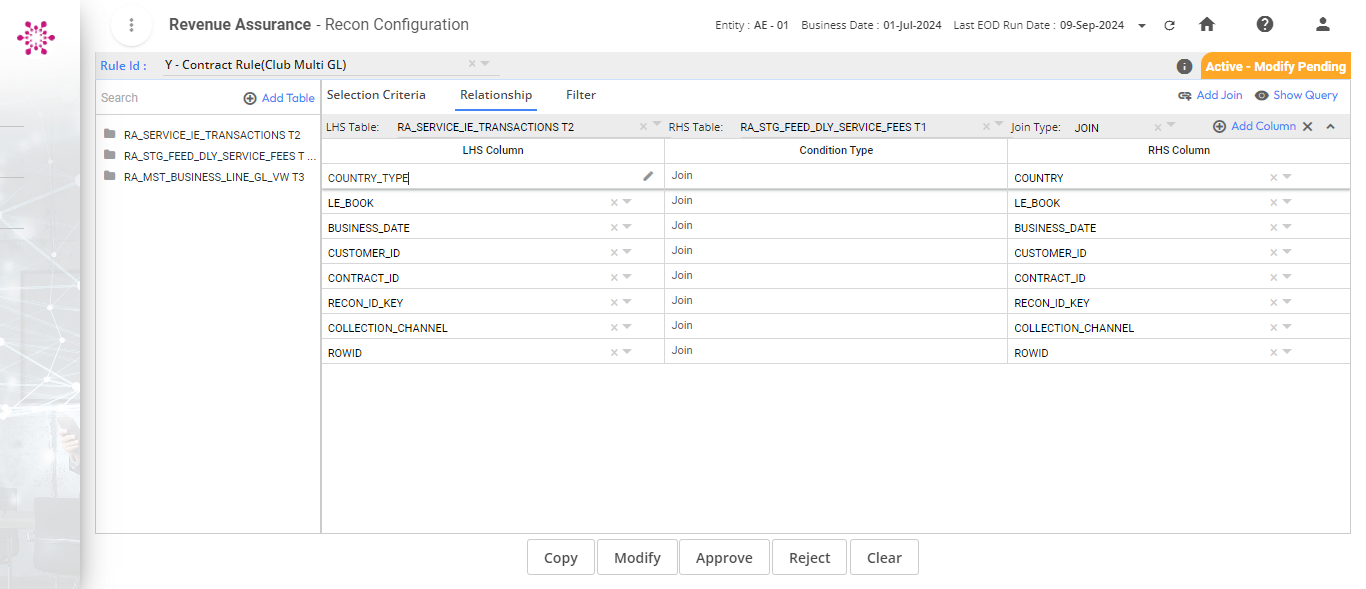 Revenue Assurance - Recon Configuration
Entity : AE - 01 Business Date : 01-Jul-2024 Last EOD Run Date : 09-Sep-2024
Rule Id : Y - Contract Rule(Club Multi GL)
Active - Modify Pending
Search Add Table
Selection Criteria Relationship Filter
Add Join Show Query
RA_SERVICE_IE_TRANSACTIONS T2
RA_STG_FEED_DLY_SERVICE_FEES T ...
RA_MST_BUSINESS_LINE_GL_VW T3
LHS Table: RA_SERVICE_IE_TRANSACTIONS T2 RHS Table: RA_STG_FEED_DLY_SERVICE_FEES T1 Join Type: JOIN Add Column
LHS Column Condition Type RHS Column
COUNTRY_TYPE Join COUNTRY
LE_BOOK Join LE_BOOK
BUSINESS_DATE Join BUSINESS_DATE
CUSTOMER_ID Join CUSTOMER_ID
CONTRACT_ID Join CONTRACT_ID
RECON_ID_KEY Join RECON_ID_KEY
COLLECTION_CHANNEL Join COLLECTION_CHANNEL
ROWID Join ROWID
Copy Modify Approve Reject Clear